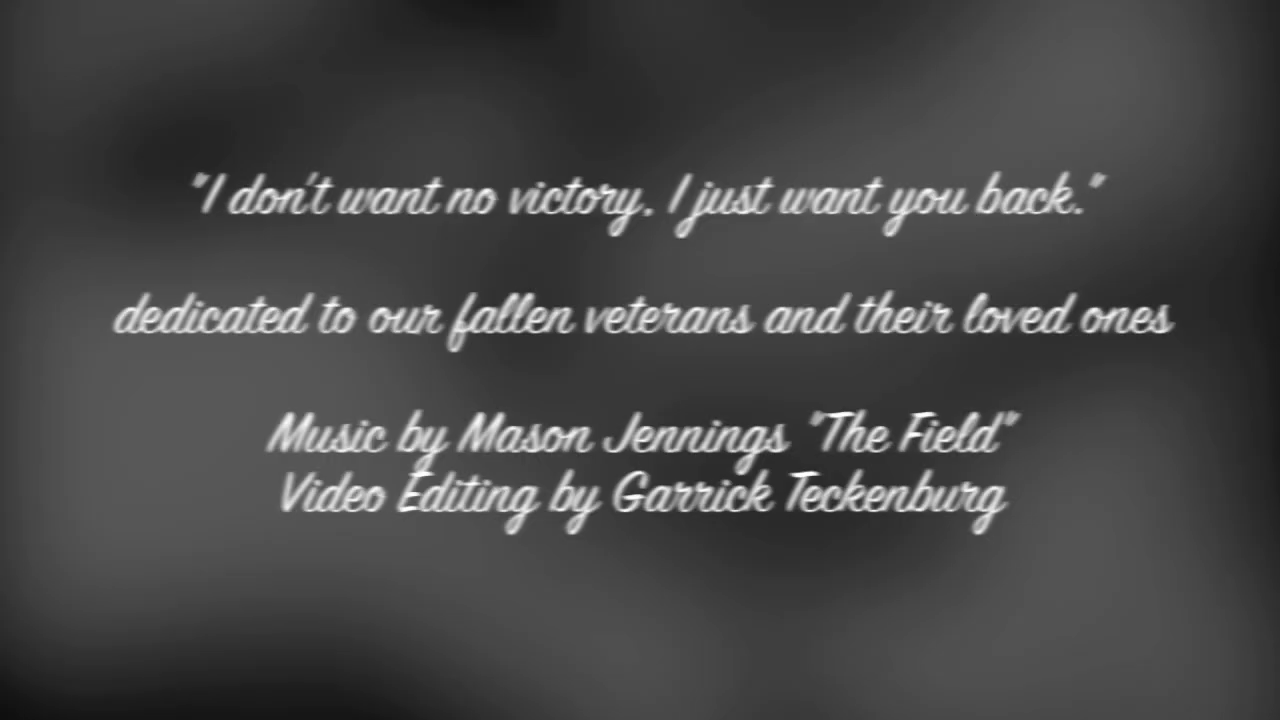 "I don't want no victory. I just want you back."
dedicated to our fallen veterans and their loved ones
Music by Mason Jennings "The Field"
Video Editing by Garrick Teckenburg